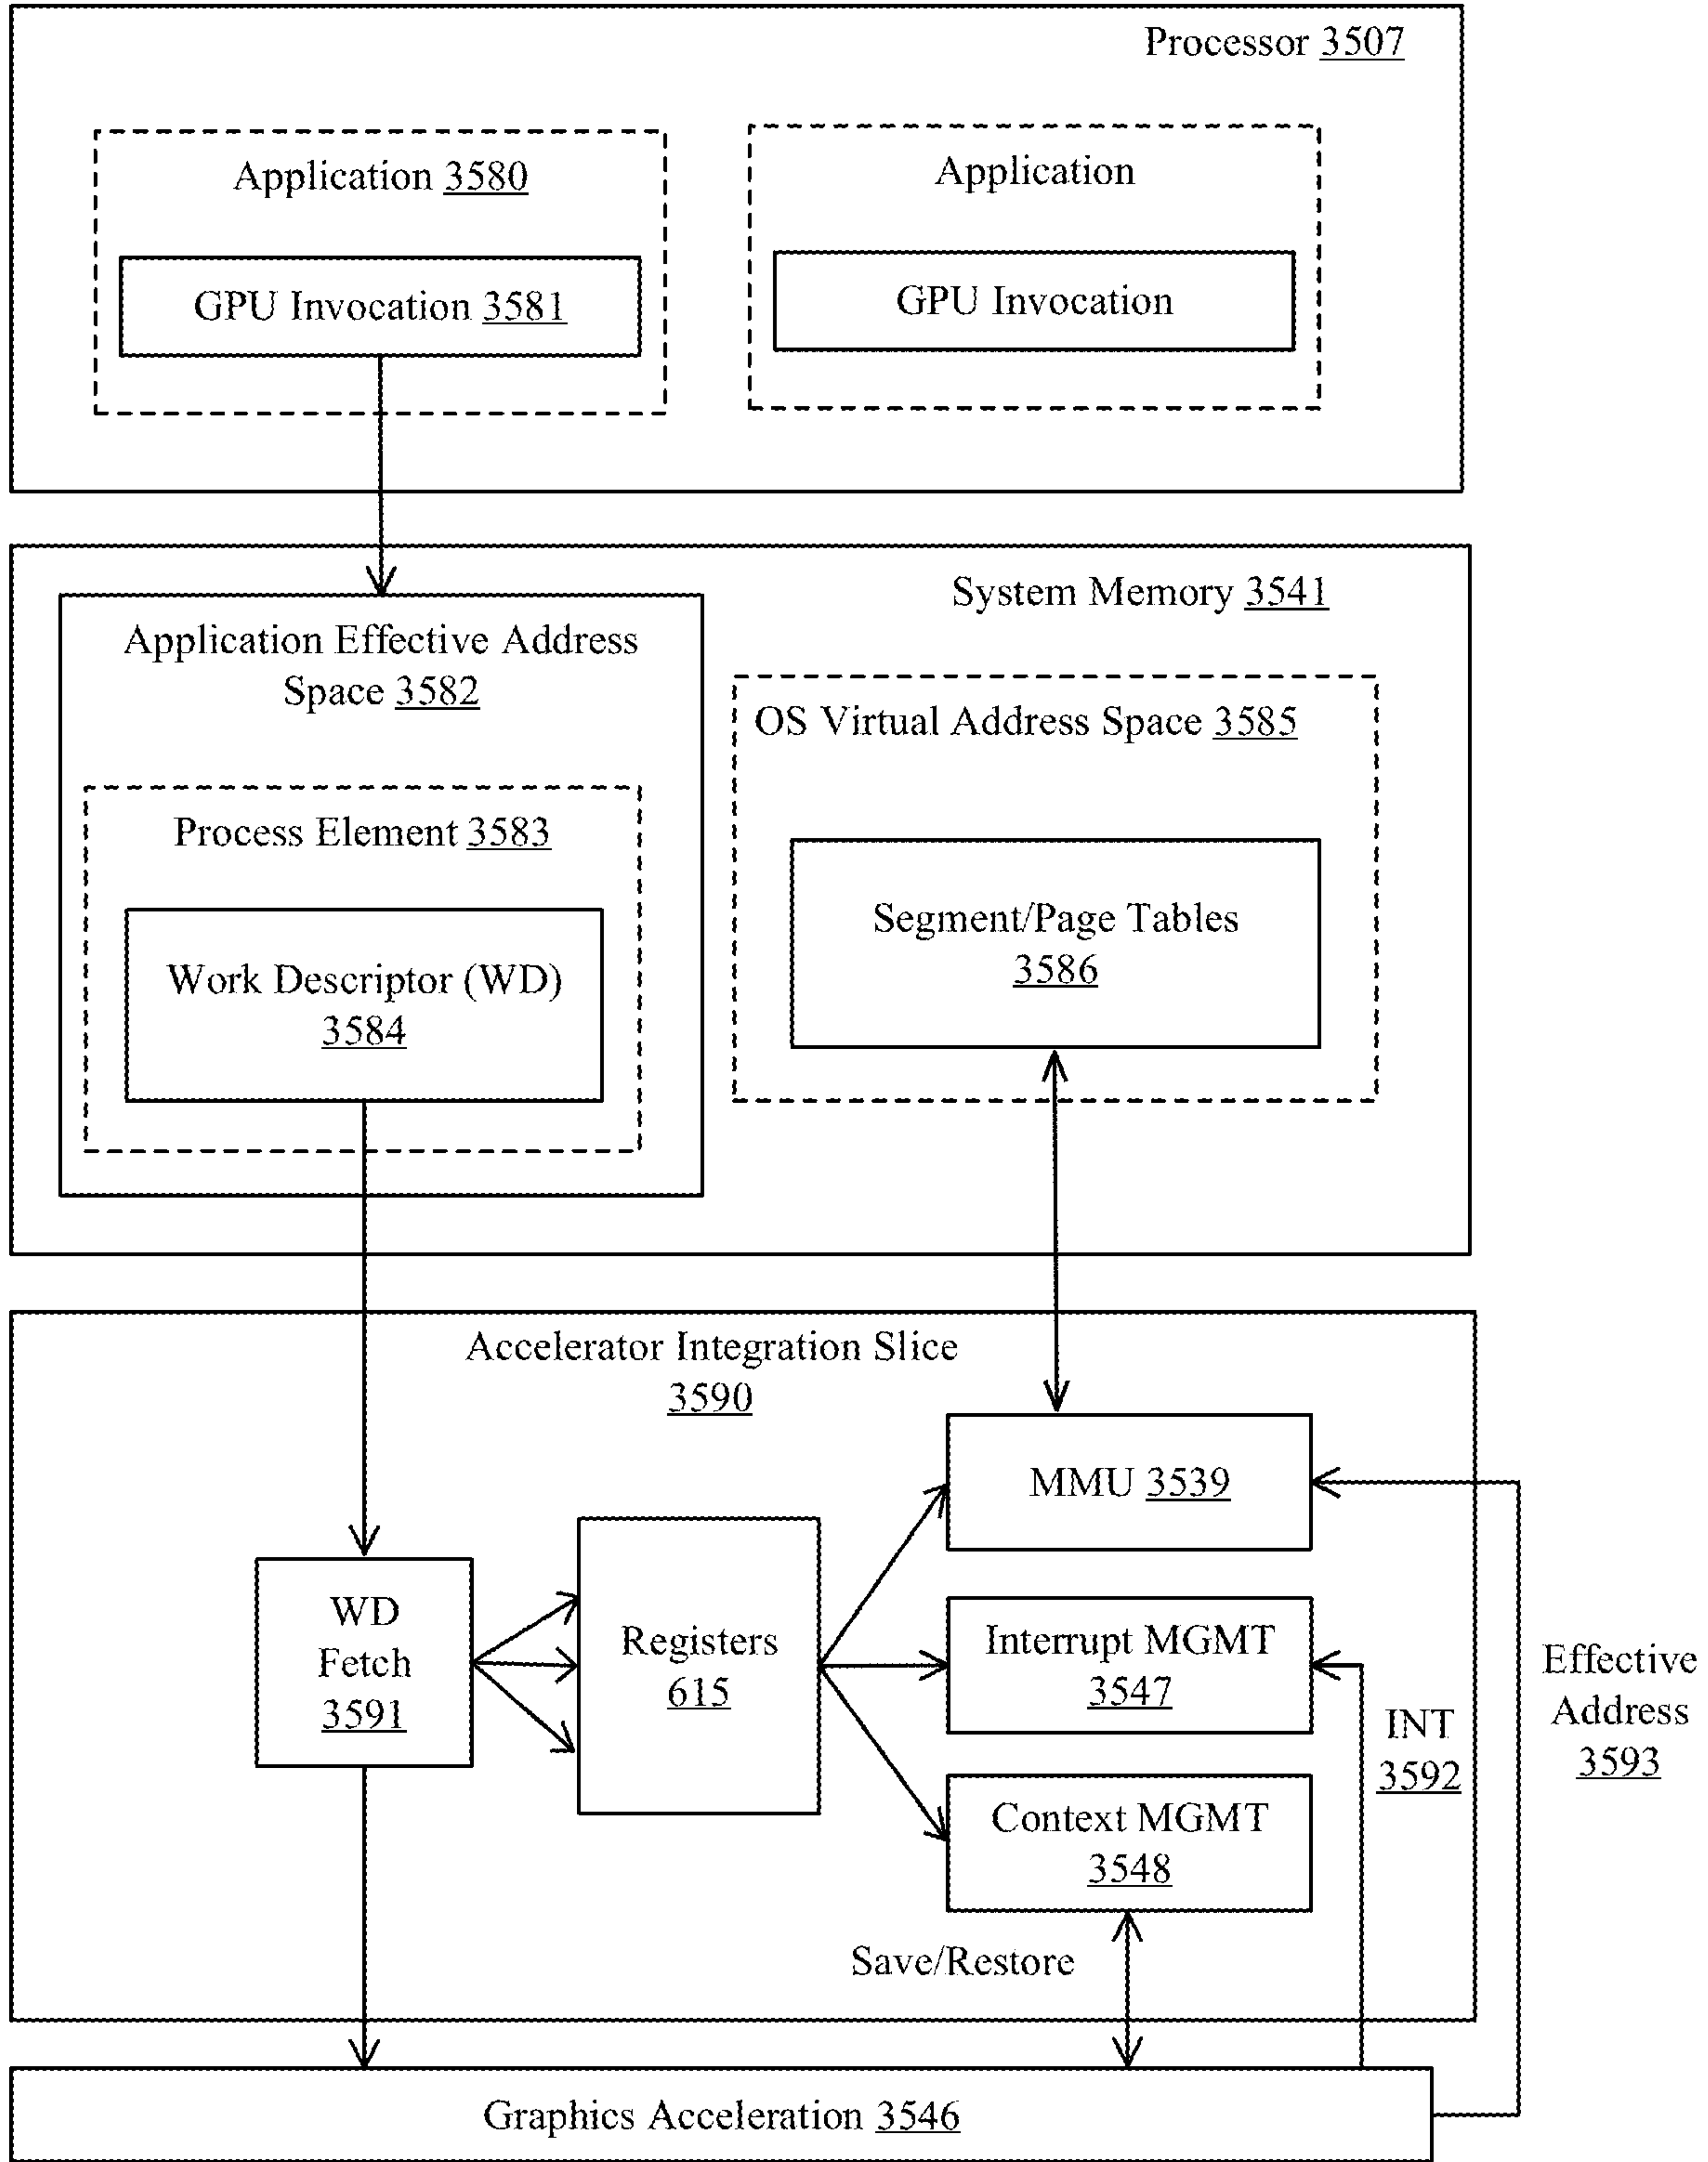 Processor 3507
Application 3580
GPU Invocation 3581
Application
GPU Invocation
System Memory 3541
Application Effective Address
Space 3582
Process Element 3583
Work Descriptor (WD)
3584
OS Virtual Address Space 3585
Segment/Page Tables
3586
Accelerator Integration Slice
3590
WD
Fetch
3591
Registers
615
MMU 3539
Interrupt MGMT
3547
Context MGMT
3548
Save/Restore
INT
3592
Effective
Address
3593
Graphics Acceleration 3546